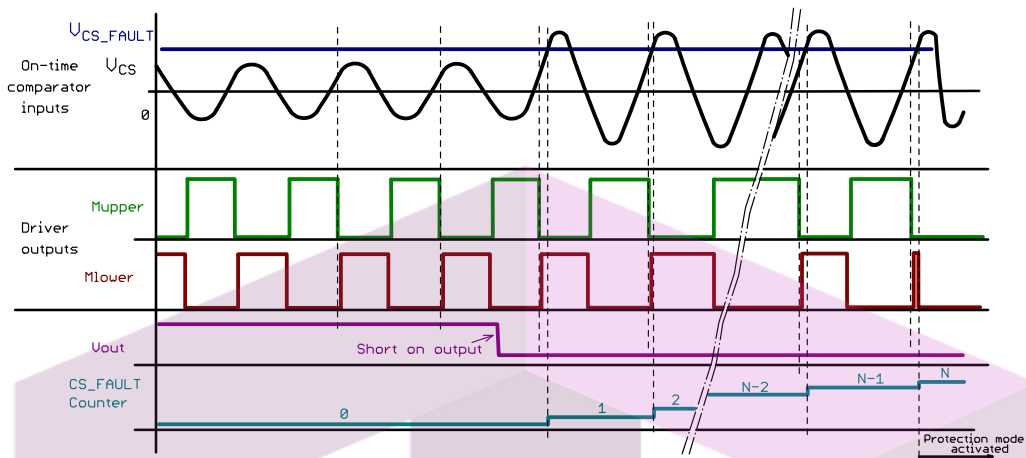 VCS_FAULT
On-time
comparator
inputs
VCS
0
Mupper
Driver
outputs
Mlower
Vout
Short on output
CS_FAULT
Counter
0
1
2
N-2
N-1
N
Protection mode
activated